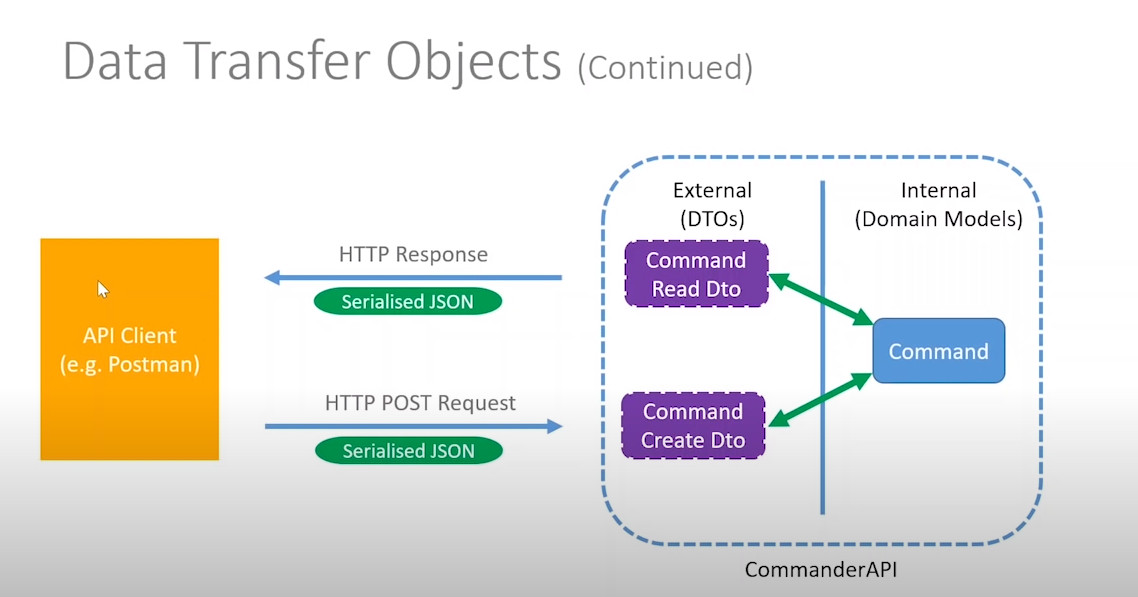 Data Transfer Objects (Continued)
API Client
(e.g. Postman)
HTTP Response
Serialised JSON
HTTP POST Request
Serialised JSON
External
(DTOs)
Internal
(Domain Models)
Command
Read Dto
Command
Command
Create Dto
CommanderAPI